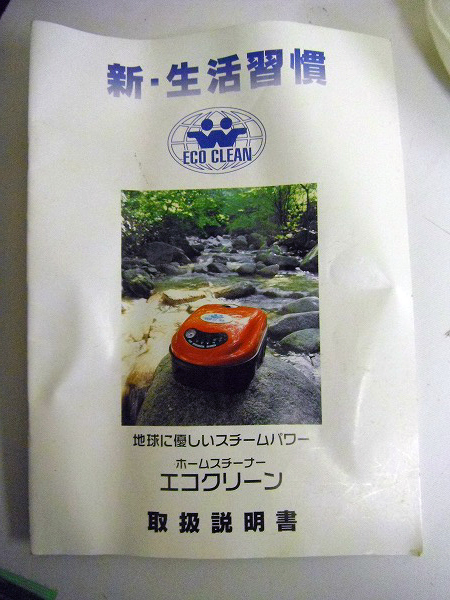 新・生活習慣
ECO CLEAN
地球に優しいスチームパワー
ホームスチーナー
エコクリーン
取扱説明書